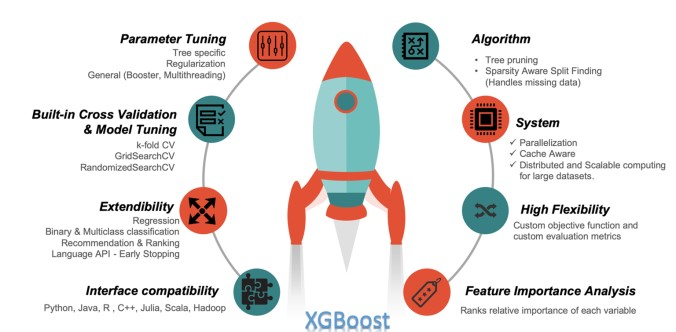 Parameter Tuning
Tree specific
Regularization
General (Booster, Multithreading)
Built-in Cross Validation
& Model Tuning
k-fold CV
GridSearchCV
RandomizedSearchCV
Extendibility
Regression
Binary & Multiclass classification
Recommendation & Ranking
Language API - Early Stopping
Interface compatibility
Python, Java, R , C++, Julia, Scala, Hadoop
Algorithm
• Tree pruning
• Sparsity Aware Split Finding
(Handles missing data)
System
✓ Parallelization
✓ Cache Aware
✓ Distributed and Scalable computing
for large datasets.
High Flexibility
Custom objective function and
custom evaluation metrics
Feature Importance Analysis
Ranks relative importance of each variable
XGBoost